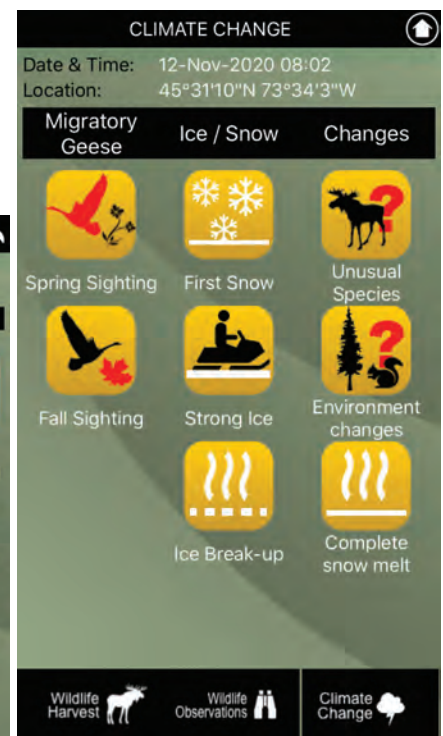 CLIMATE CHANGE
Date & Time: 12-Nov-2020 08:02
Location: 45°31'10"N 73°34'3"W
Migratory
Geese
Ice / Snow
Changes
Spring Sighting
First Snow
Unusual
Species
Fall Sighting
Strong Ice
Environment
changes
Ice Break-up
Complete
snow melt
Wildlife
Harvest
Wildlife
Observations
Climate
Change